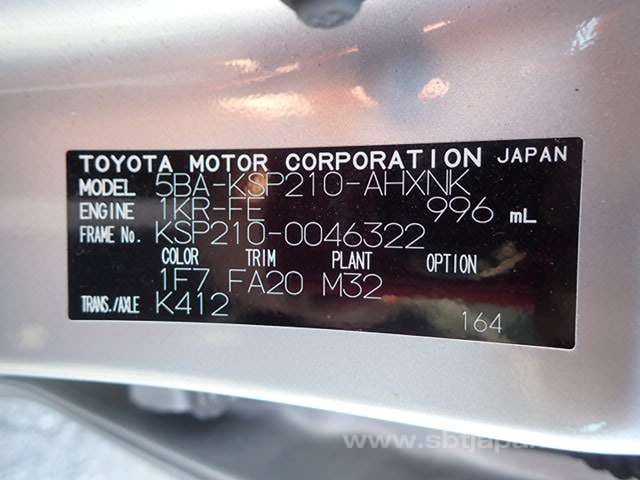 TOYOTA MOTOR CORPORATION JAPAN
MODEL 5BA-KSP210-AHXNK
ENGINE 1KR-FE 996 mL
FRAME No. KSP210-0046322
COLOR TRIM PLANT OPTION
1F7 FA20 M32
TRANS./AXLE K412
164
www.sbtjapan